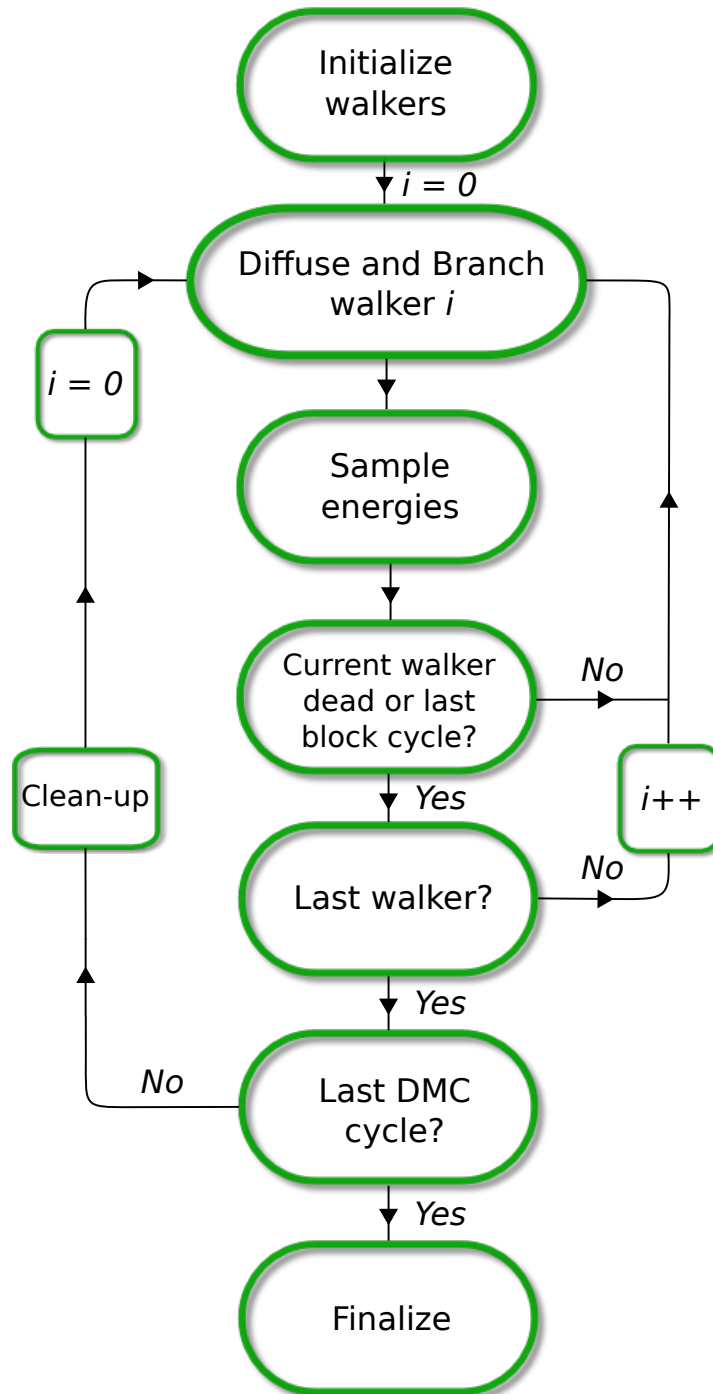 Initialize
walkers
i = 0
Diffuse and Branch
walker i
i = 0
Sample
energies
Current walker
dead or last
block cycle?
No
Yes
Clean-up
i++
Last walker?
No
Yes
Last DMC
cycle?
No
Yes
Finalize